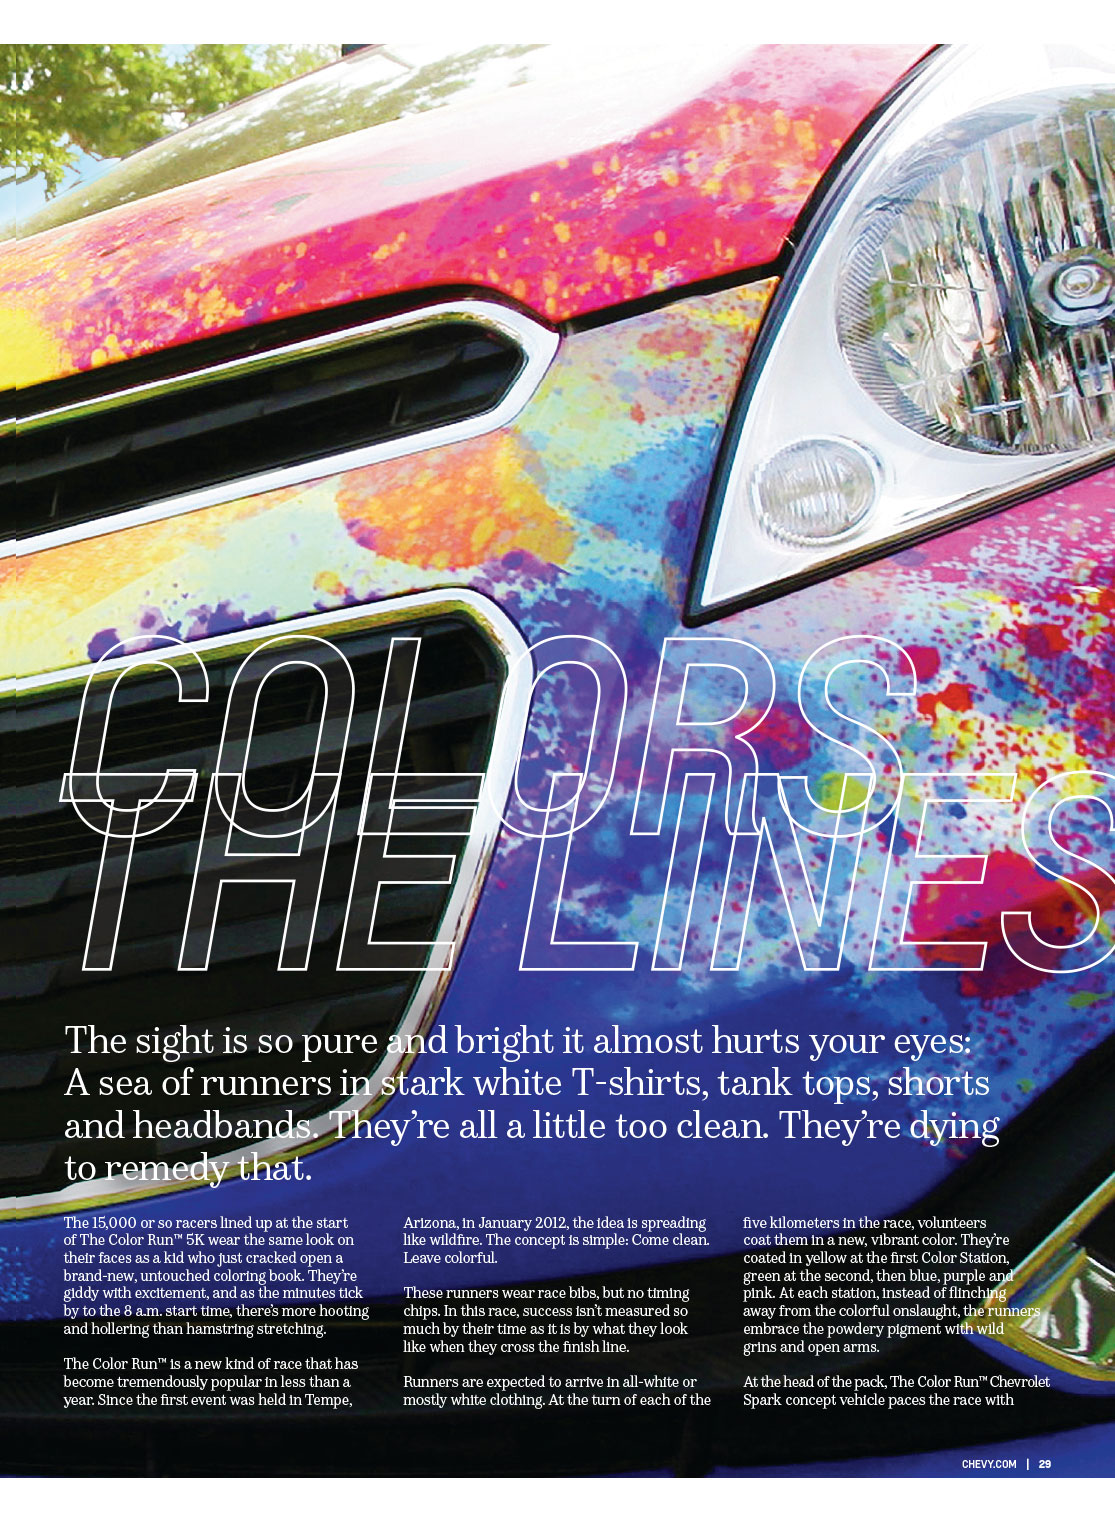 COLORS
THE LINES
The sight is so pure and bright it almost hurts your eyes:
A sea of runners in stark white T-shirts, tank tops, shorts
and headbands. They’re all a little too clean. They’re dying
to remedy that.
The 15,000 or so racers lined up at the start
of The Color Run™ 5K wear the same look on
their faces as a kid who just cracked open a
brand-new, untouched coloring book. They’re
giddy with excitement, and as the minutes tick
by to the 8 a.m. start time, there’s more hooting
and hollering than hamstring stretching.
The Color Run™ is a new kind of race that has
become tremendously popular in less than a
year. Since the first event was held in Tempe,
Arizona, in January 2012, the idea is spreading
like wildfire. The concept is simple: Come clean.
Leave colorful.
These runners wear race bibs, but no timing
chips. In this race, success isn’t measured so
much by their time as it is by what they look
like when they cross the finish line.
Runners are expected to arrive in all-white or
mostly white clothing. At the turn of each of the
five kilometers in the race, volunteers
coat them in a new, vibrant color. They’re
coated in yellow at the first Color Station,
green at the second, then blue, purple and
pink. At each station, instead of flinching
away from the colorful onslaught, the runners
embrace the powdery pigment with wild
grins and open arms.
At the head of the pack, The Color Run™ Chevrolet
Spark concept vehicle paces the race with
CHEVY.COM | 29